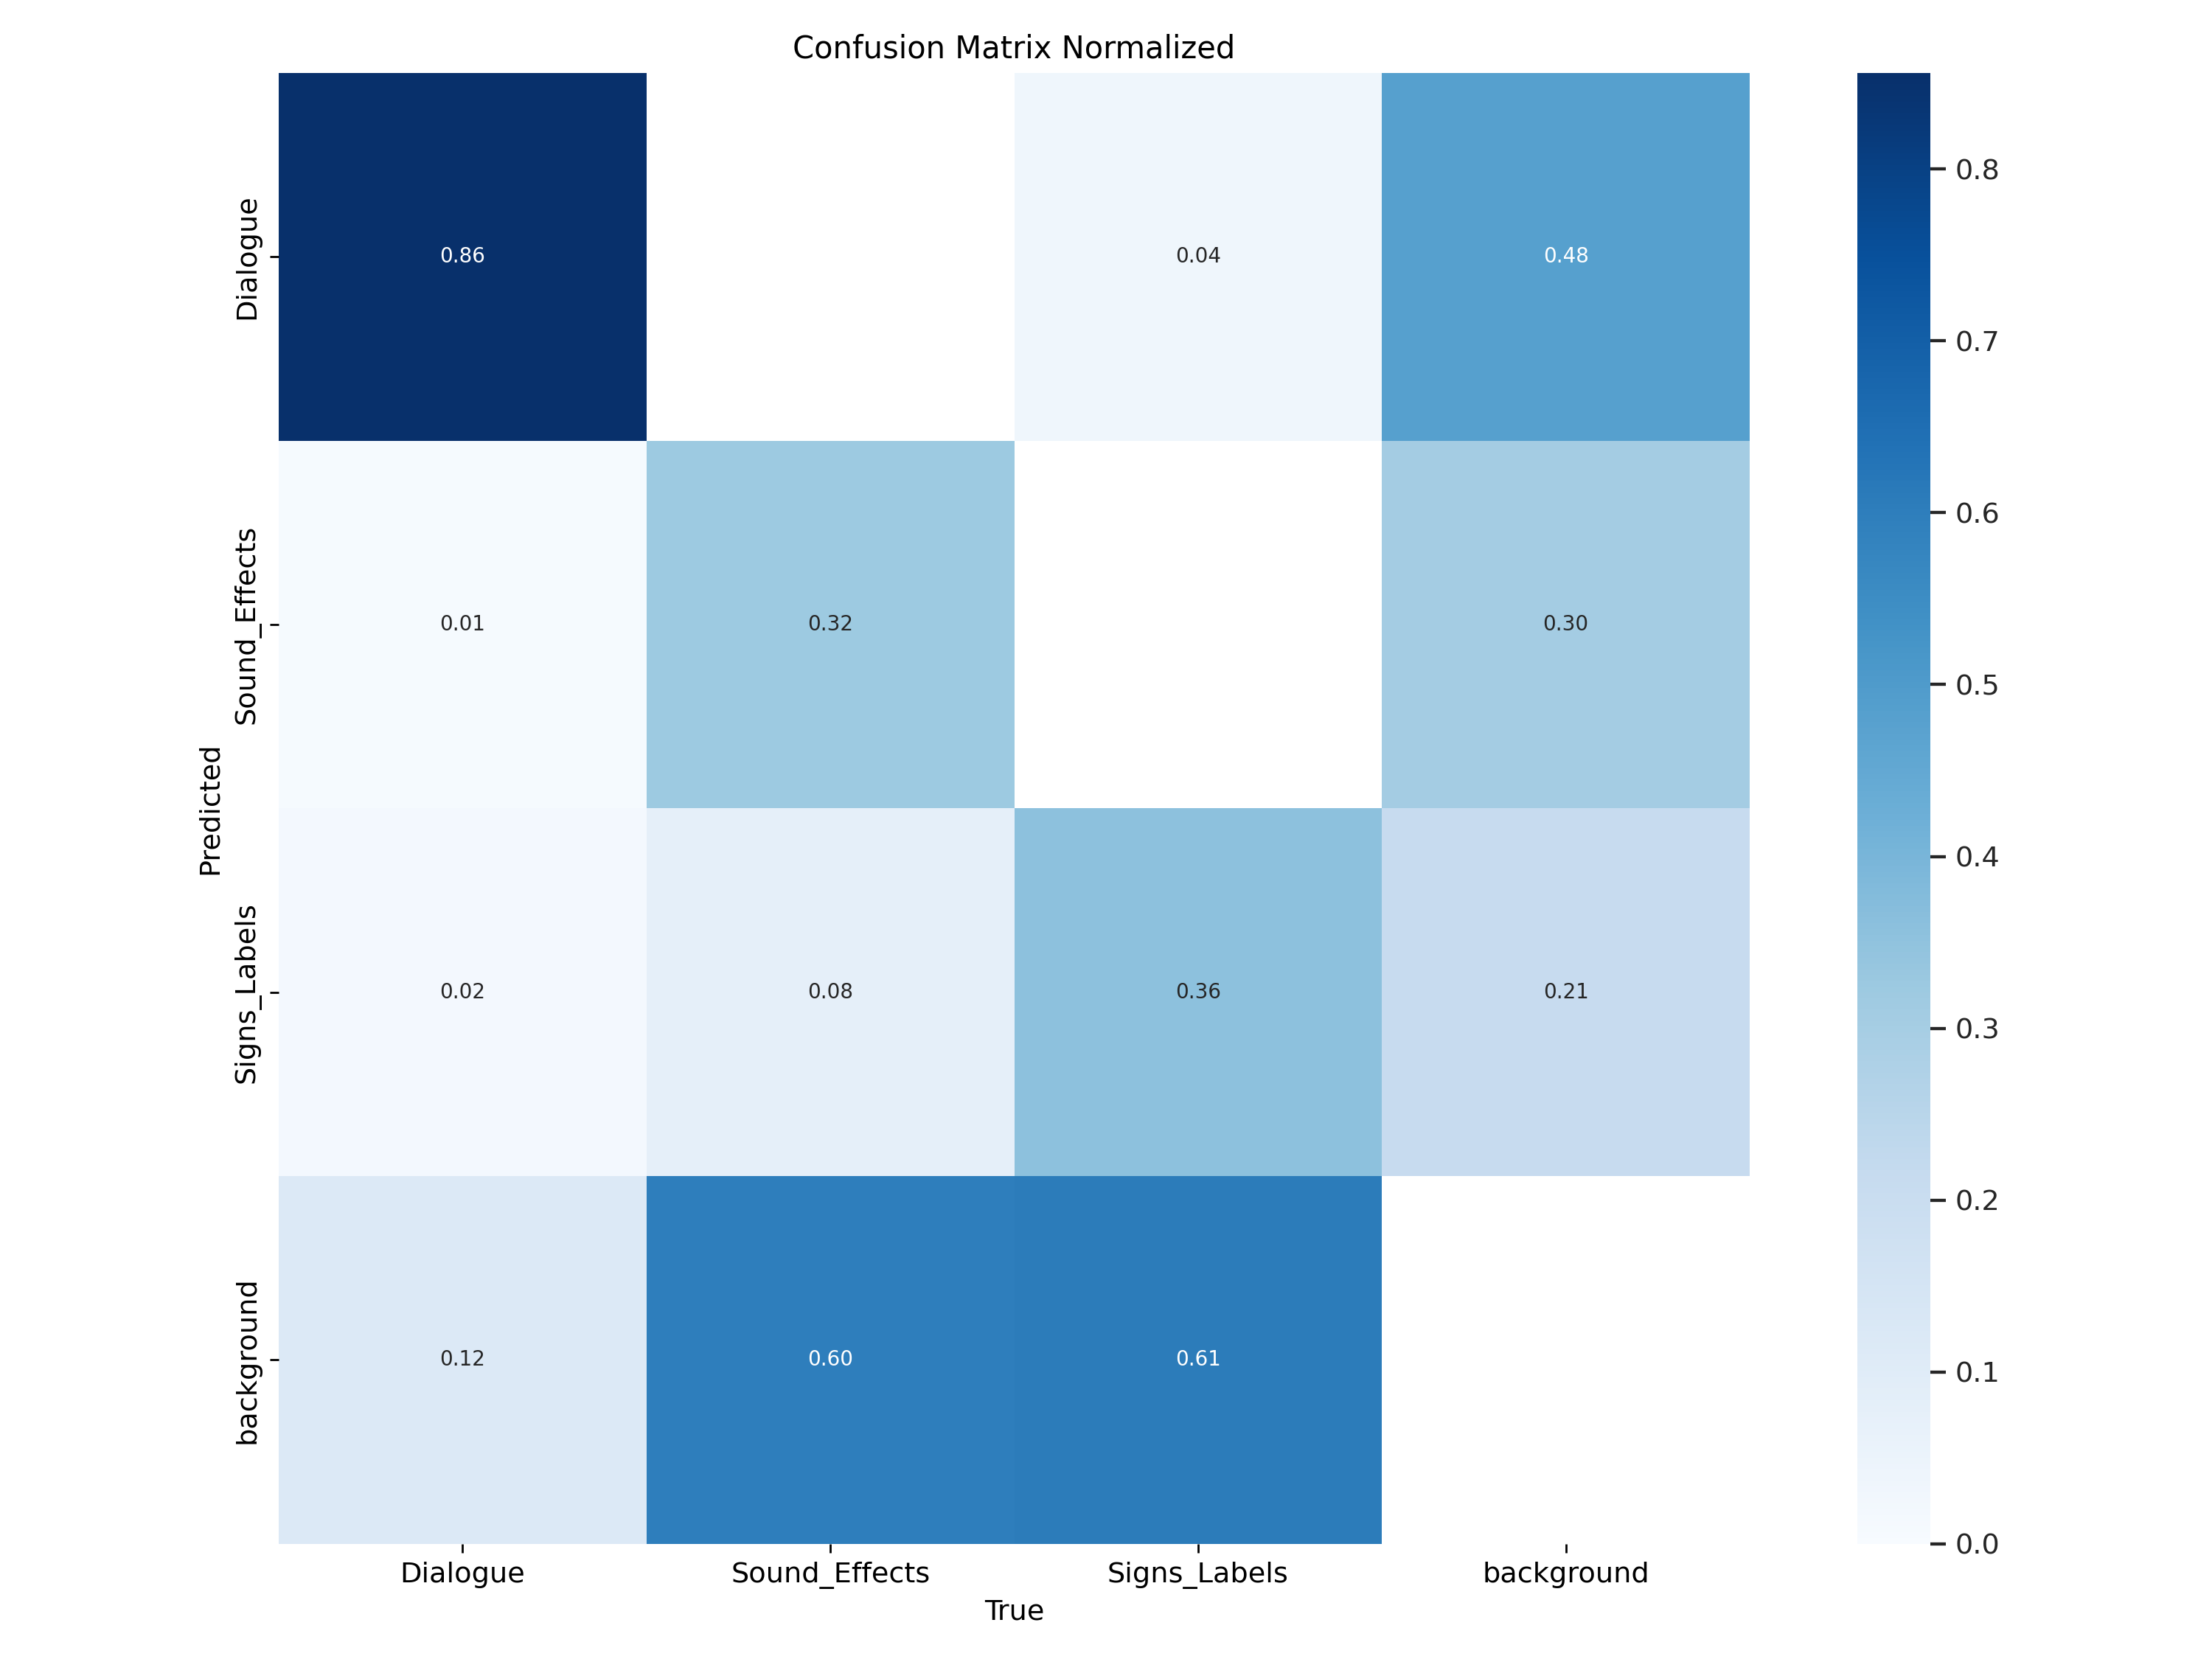 Confusion Matrix Normalized
Dialogue
Sound_Effects
Signs_Labels
background
Predicted
0.86
0.04
0.48
0.01
0.32
0.30
0.02
0.08
0.36
0.21
0.12
0.60
0.61
Dialogue
Sound_Effects
Signs_Labels
background
True
0.8
0.7
0.6
0.5
0.4
0.3
0.2
0.1
0.0